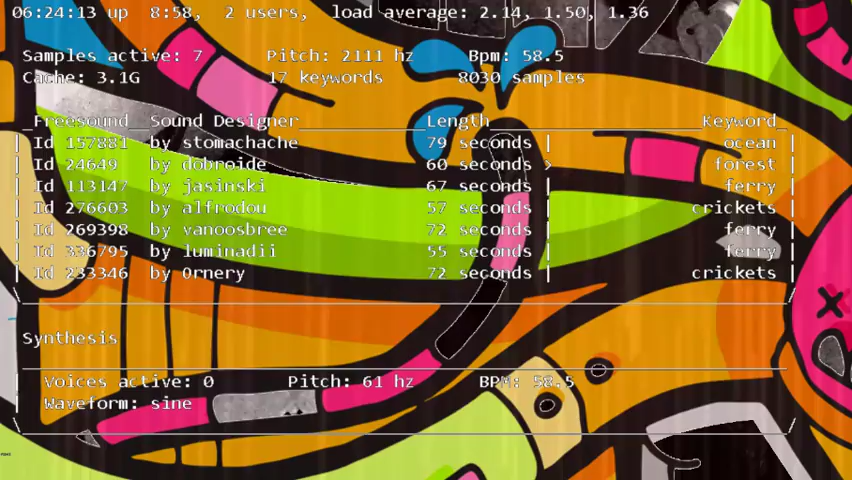 06:24:13 up  8:58,  2 users,  load average: 2.14, 1.50, 1.36
Samples active: 7    Pitch: 2111 hz    Bpm: 58.5
Cache: 3.1G    17 keywords    8030 samples
Freesound  Sound Designer    Length    Keyword
Id 157881  by stomachache    79 seconds |    ocean |
Id 24649  by dobroide    60 seconds >    forest |
| Id 113147  by jasinski    67 seconds |    ferry |
| Id 276603  by alfrodou    57 seconds |    crickets |
| Id 269398  by vanoosbree    72 seconds |    ferry |
| Id 336795  by luminadii    55 seconds |    ferry |
| Id 233346  by 0rnery    72 seconds |    crickets |
Synthesis
Voices active: 0    Pitch: 61 hz    BPM: 58.5
Waveform: sine